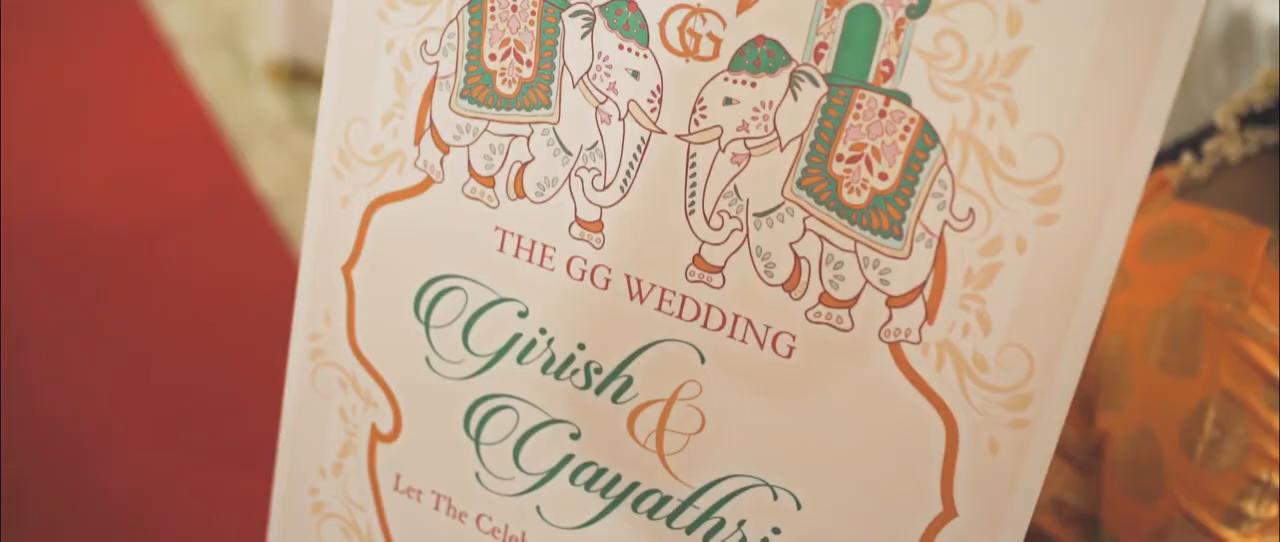 GG
THE GG WEDDING
Girish &
Gayathri
Let The